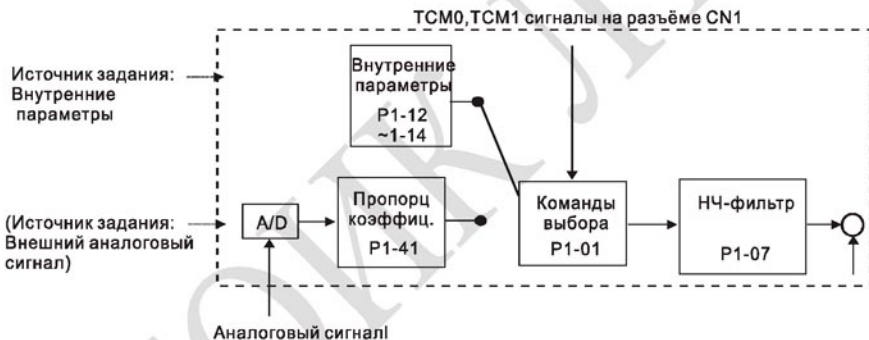 TCM0,TCM1 сигналы на разъёме CN1
Источник задания:
Внутренние
параметры
Внутренние
параметры
P1-12
~1-14
(Источник задания:
Внешний аналоговый
сигнал)
A/D
Пропорц
коэффиц.
P1-41
Команды
выбора
P1-01
НЧ-фильтр
P1-07
Аналоговый сигналl